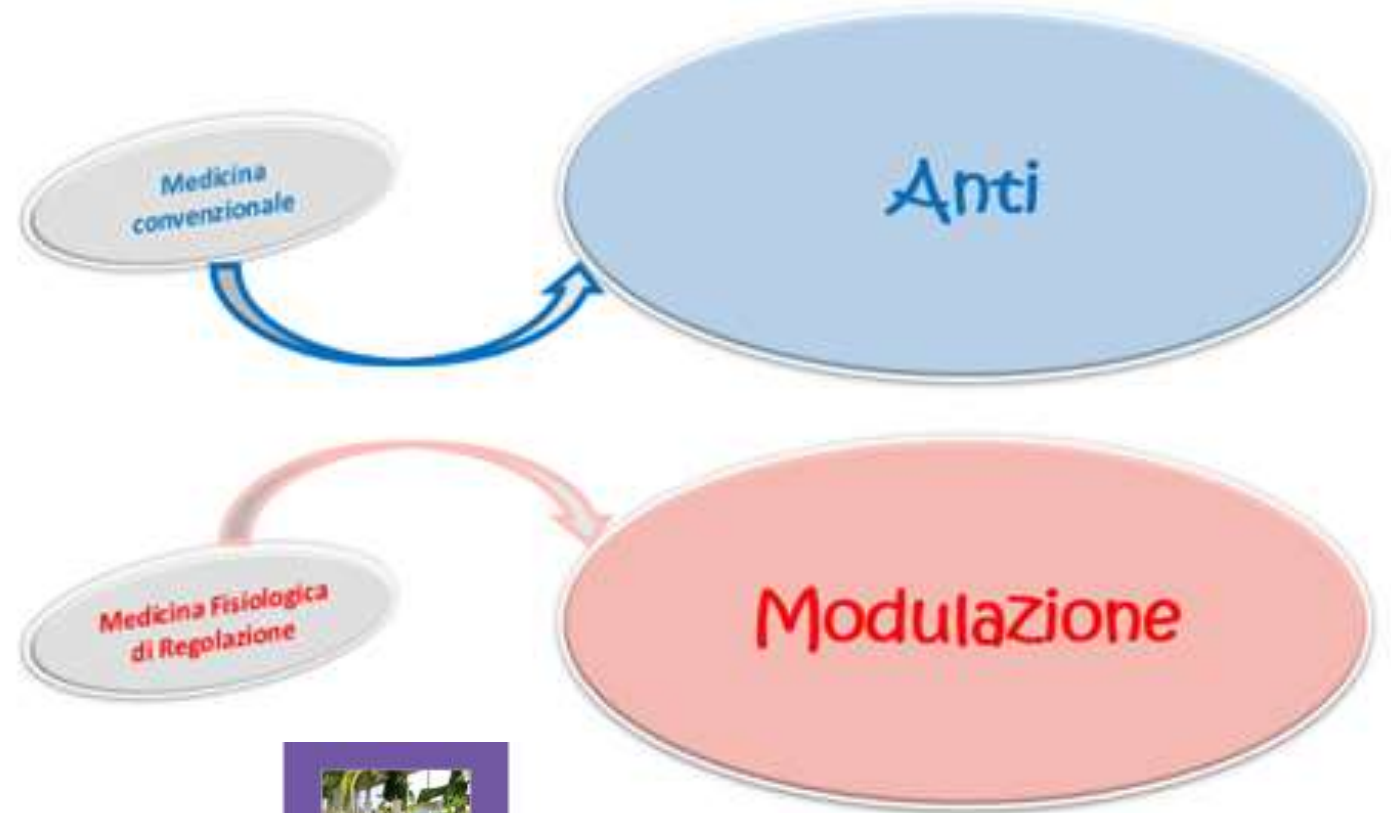 Medicina
convenzionale
Anti
Medicina Fisiologica
di Regolazione
Modulazione